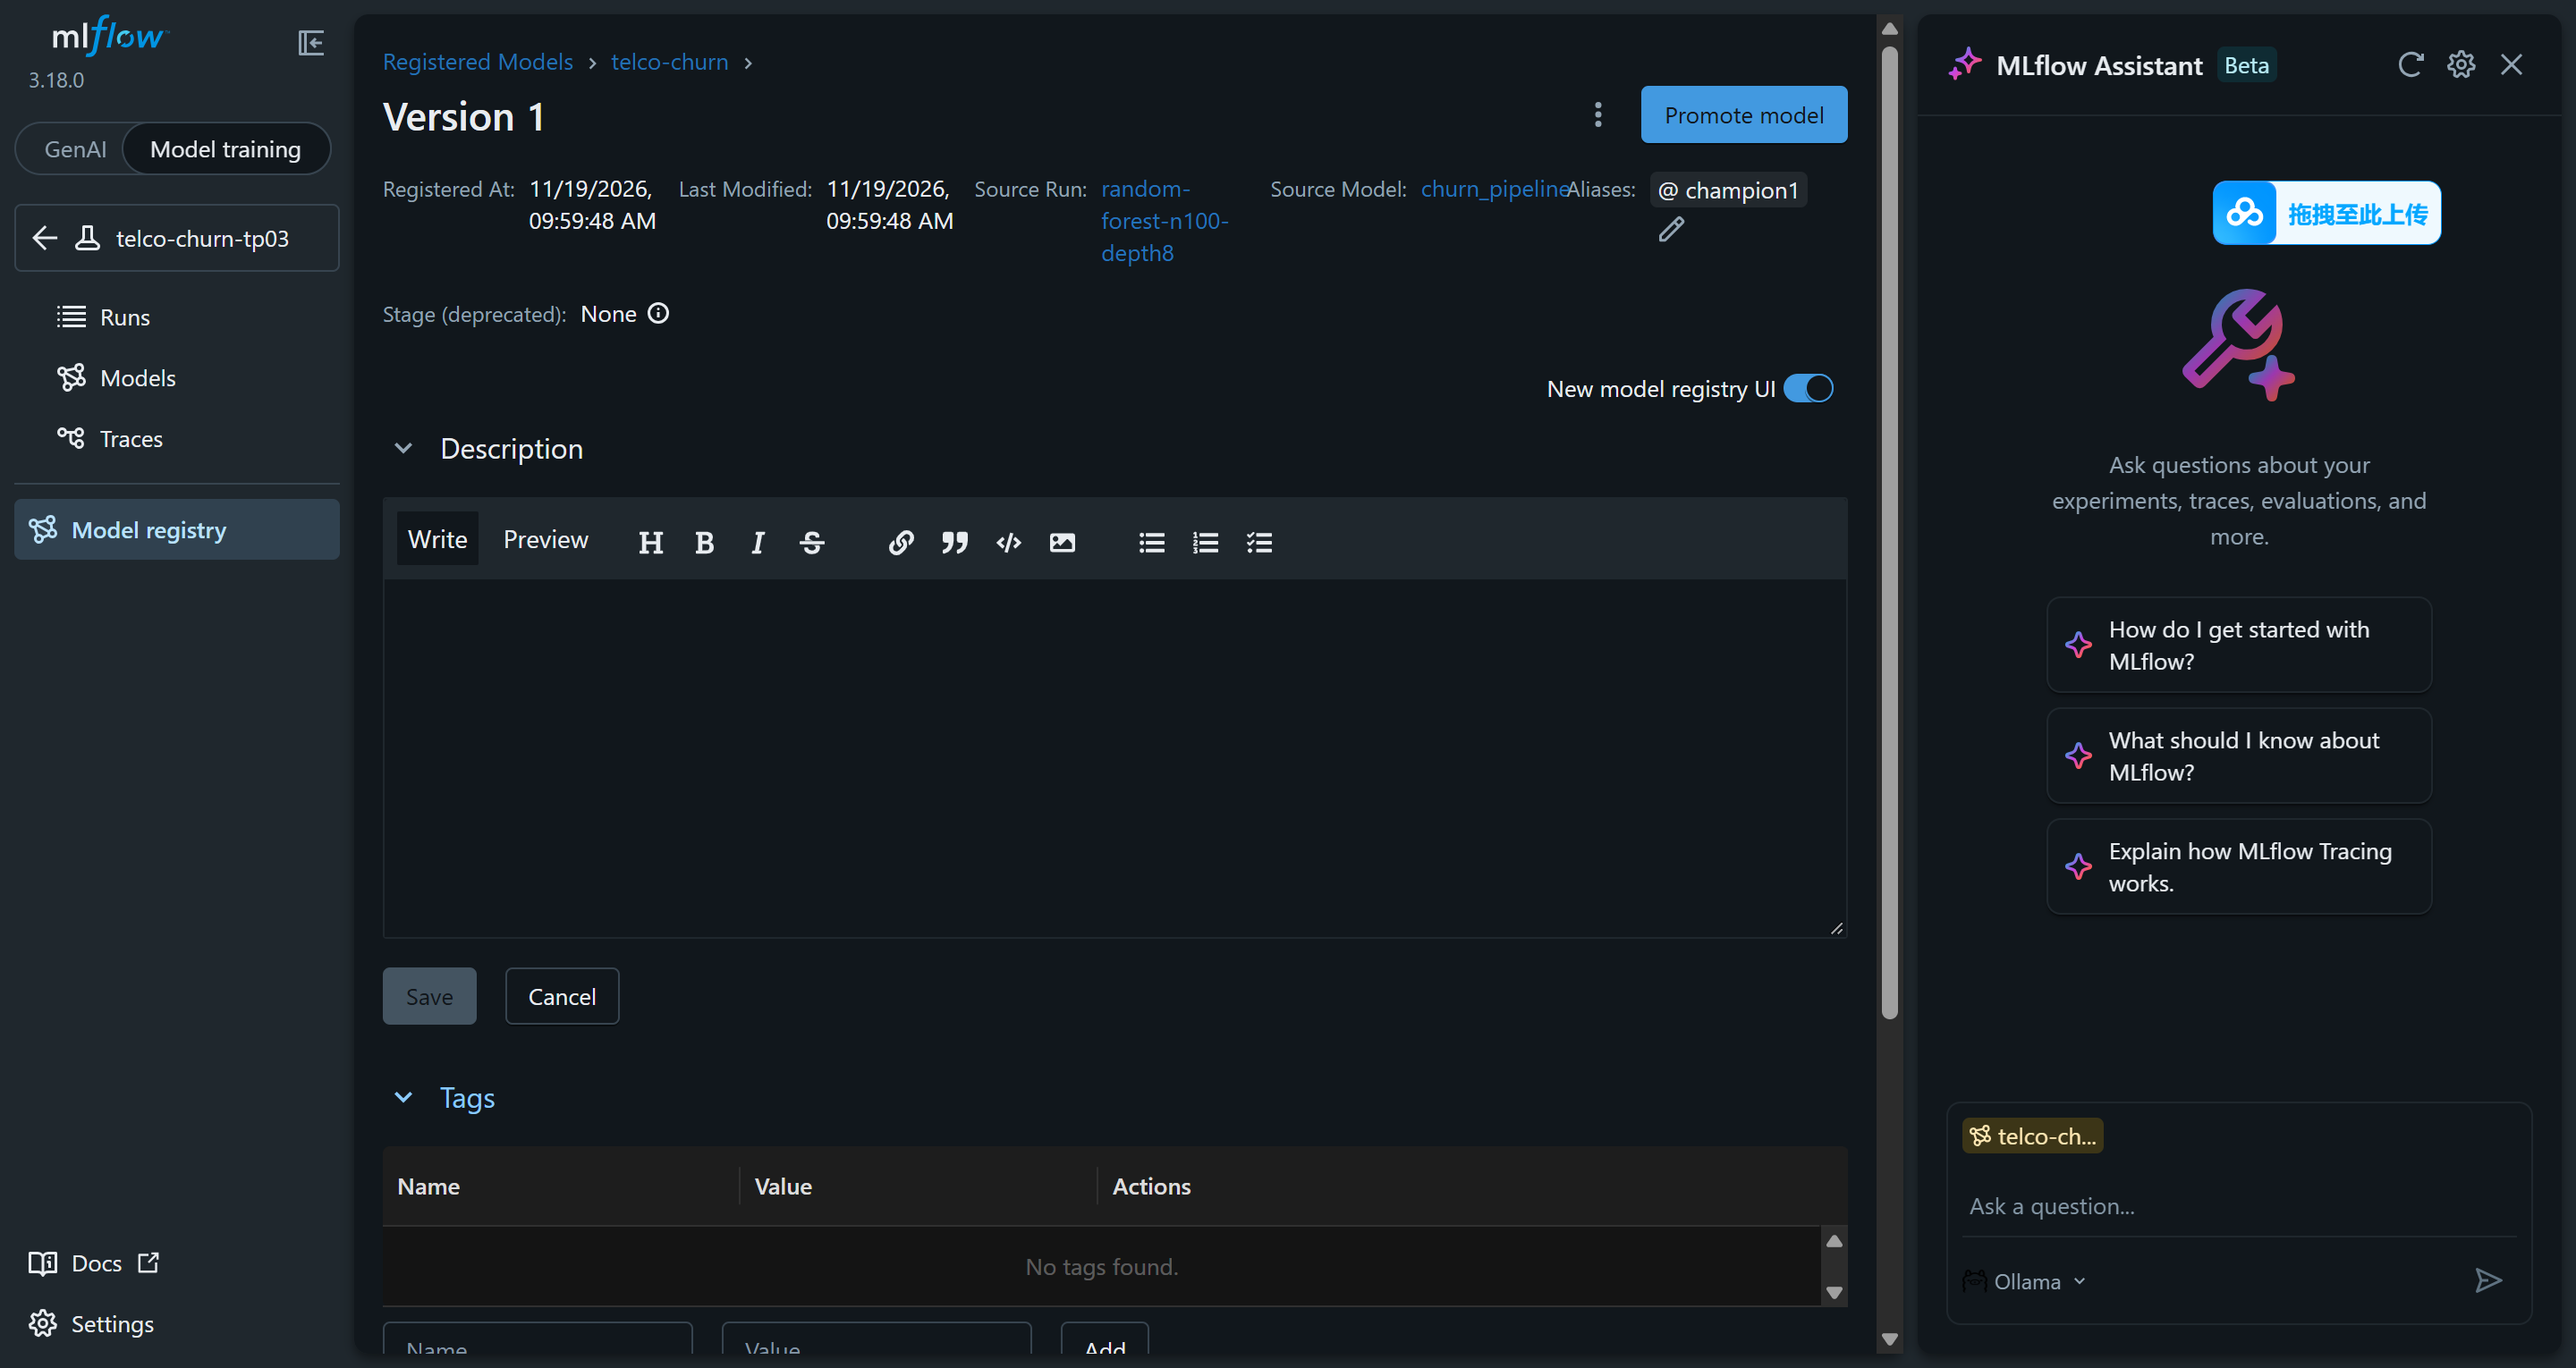 mlflow
3.18.0
GenAI
Model training
telco-churn-tp03
Runs
Models
Traces
Model registry
Docs
Settings
Registered Models > telco-churn >
Version 1
Promote model
Registered At: 11/19/2026, 09:59:48 AM
Last Modified: 11/19/2026, 09:59:48 AM
Source Run: random-forest-n100-depth8
Source Model: churn_pipeline
Aliases: @ champion1
Stage (deprecated): None
New model registry UI
Description
Write
Preview
Save
Cancel
Tags
Name
Value
Actions
No tags found.
Name
Value
Add
MLflow Assistant Beta
拖拽至此上传
Ask questions about your
experiments, traces, evaluations, and
more.
How do I get started with
MLflow?
What should I know about
MLflow?
Explain how MLflow Tracing
works.
telco-ch...
Ask a question...
Ollama